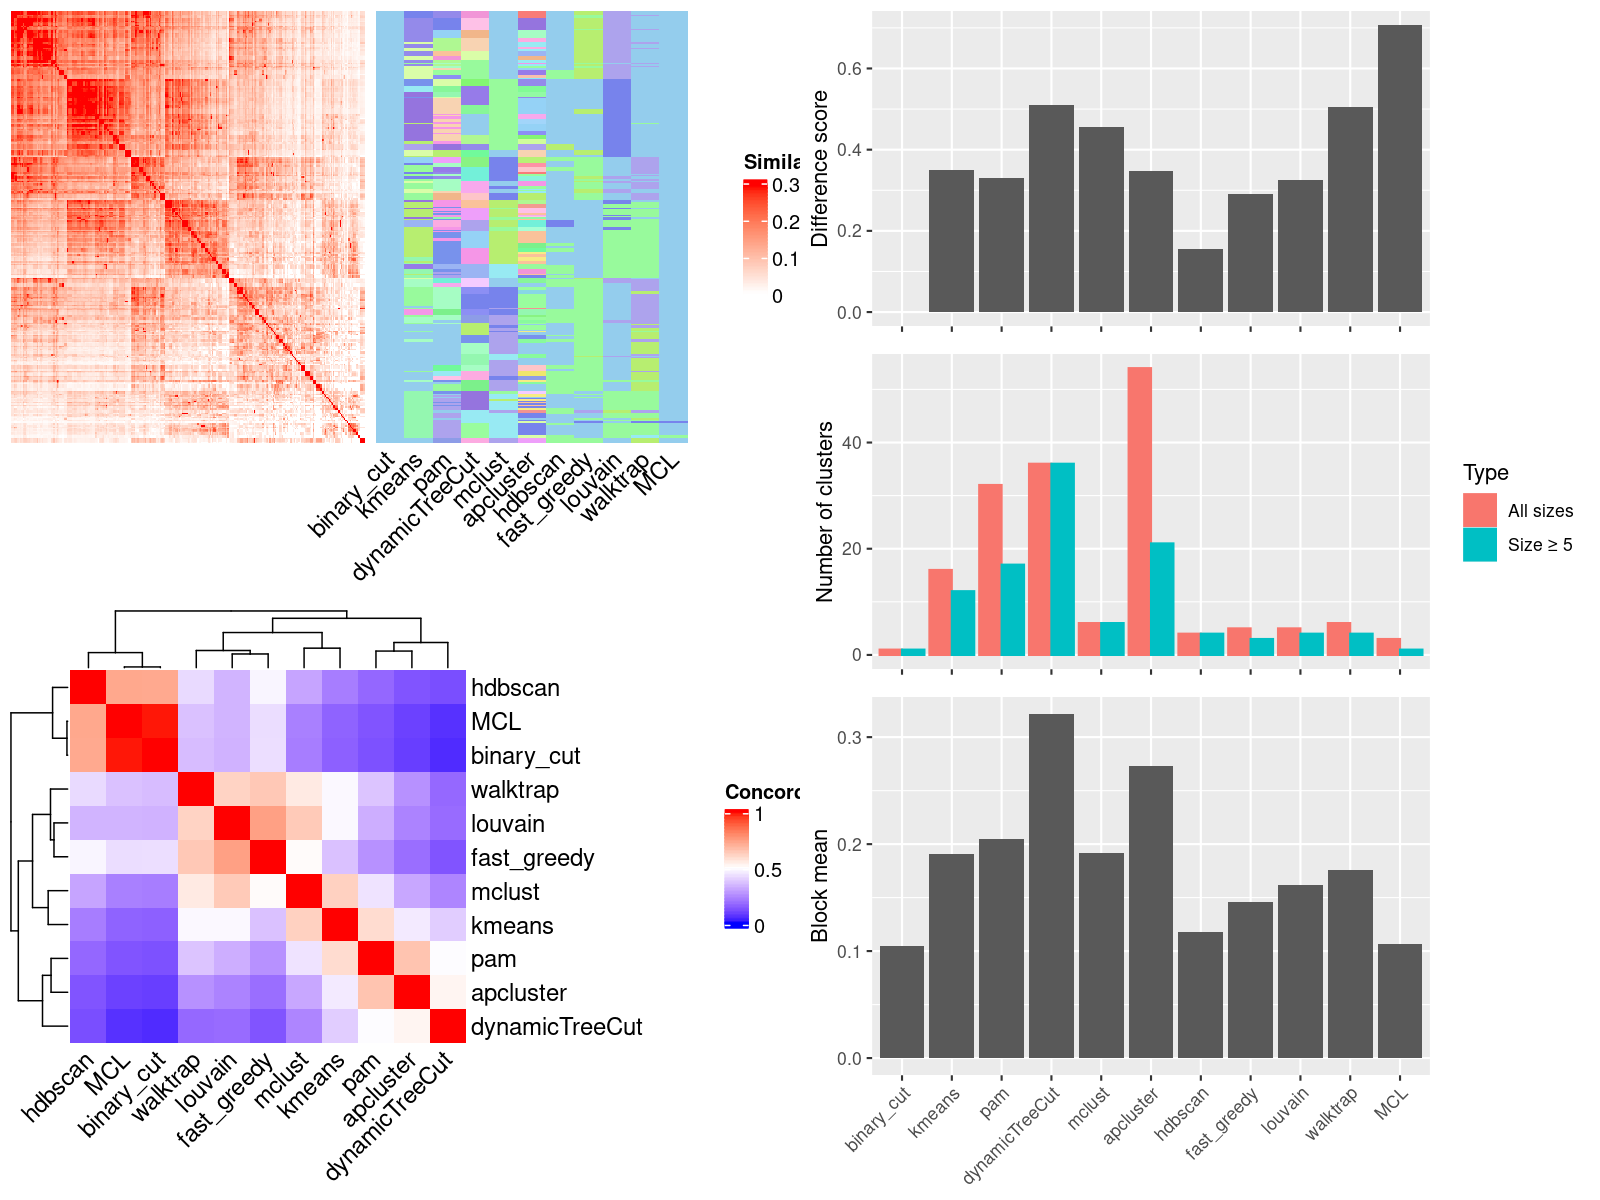 Simila
0.3
0.2
0.1
0
binary_cut
kmeans
pam
dynamicTreeCut
mclust
apcluster
hdbscan
fast_greedy
louvain
walktrap
MCL
hdbscan
MCL
binary_cut
walktrap
louvain
fast_greedy
mclust
kmeans
pam
apcluster
dynamicTreeCut
hdbscan
MCL
binary_cut
walktrap
louvain
fast_greedy
mclust
kmeans
pam
apcluster
dynamicTreeCut
Concord
1
0.5
0
Difference score
0.6
0.4
0.2
0.0
Number of clusters
40
20
0
Type
All sizes
Size ≥ 5
Block mean
0.3
0.2
0.1
0.0
binary_cut
kmeans
pam
dynamicTreeCut
mclust
apcluster
hdbscan
fast_greedy
louvain
walktrap
MCL